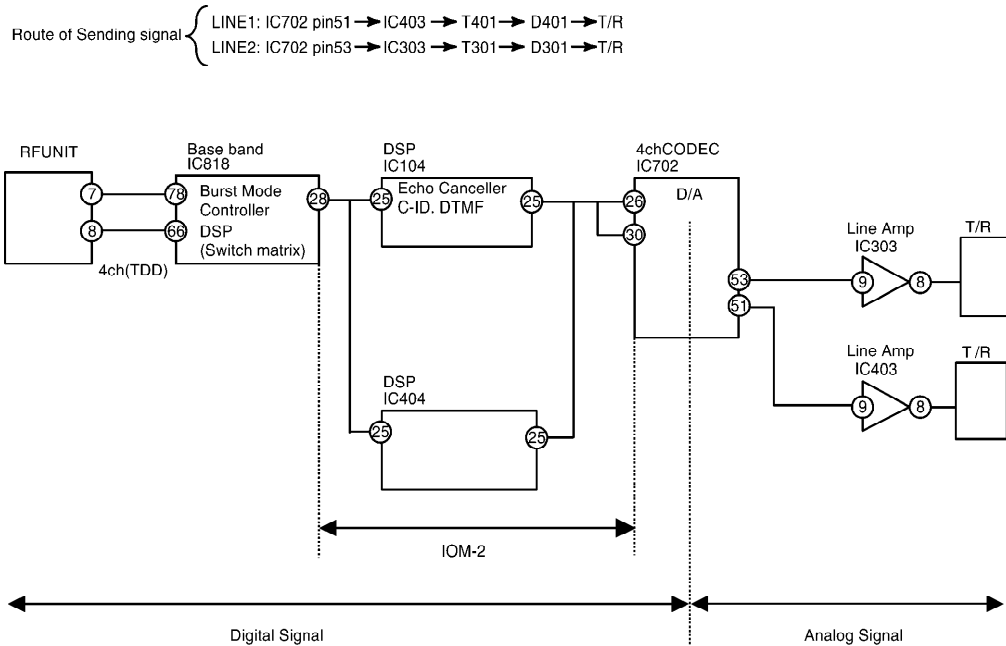 Route of Sending signal
LINE1: IC702 pin51 → IC403 → T401 → D401 → T/R
LINE2: IC702 pin53 → IC303 → T301 → D301 → T/R
RFUNIT
7
8
4ch(TDD)
Base band
IC818
78
66
Burst Mode
Controller
DSP
(Switch matrix)
28
DSP
IC104
25
Echo Canceller
C-ID. DTMF
25
4chCODEC
IC702
26
30
D/A
53
51
Line Amp
IC303
9
8
T/R
Line Amp
IC403
9
8
T/R
DSP
IC404
25
25
IOM-2
Digital Signal
Analog Signal